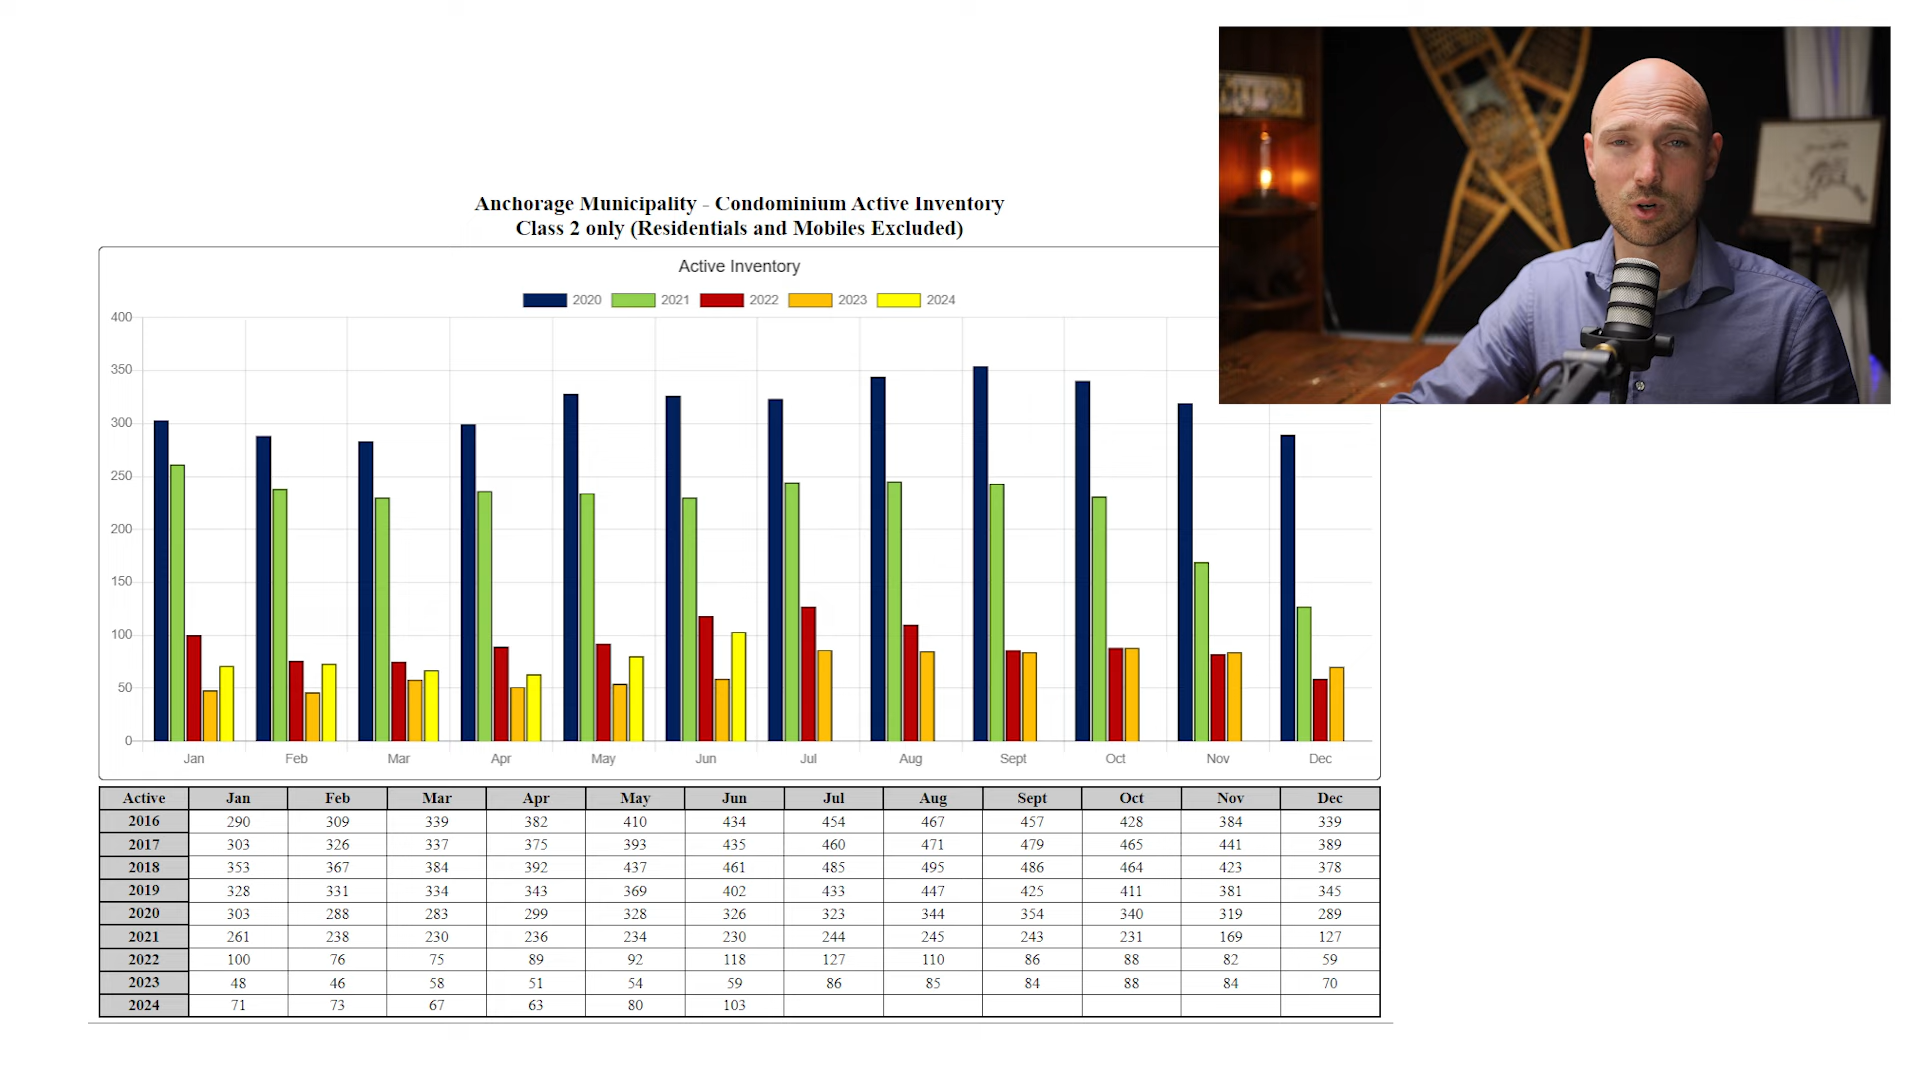 Anchorage Municipality - Condominium Active Inventory
Class 2 only (Residentials and Mobiles Excluded)
Active Inventory
2020 2021 2022 2023 2024
400
350
300
250
200
150
100
50
0
Jan Feb Mar Apr May Jun Jul Aug Sept Oct Nov Dec
Active Jan Feb Mar Apr May Jun Jul Aug Sept Oct Nov Dec
2016 290 309 339 382 410 434 454 467 457 428 384 339
2017 303 326 337 375 393 435 460 471 479 465 441 389
2018 353 367 384 392 437 461 485 495 486 464 423 378
2019 328 331 334 343 369 402 433 447 425 411 381 345
2020 303 288 283 299 328 326 323 344 354 340 319 289
2021 261 238 230 236 234 230 244 245 243 231 169 127
2022 100 76 75 89 92 118 127 110 86 88 82 59
2023 48 46 58 51 54 59 86 85 84 88 84 70
2024 71 73 67 63 80 103